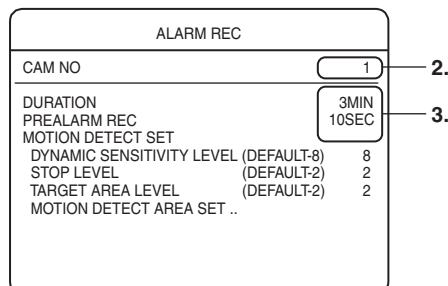 ALARM REC
CAM NO 1 2.
DURATION 3MIN
PREALARM REC 10SEC 3.
MOTION DETECT SET
DYNAMIC SENSITIVITY LEVEL (DEFAULT-8) 8
STOP LEVEL (DEFAULT-2) 2
TARGET AREA LEVEL (DEFAULT-2) 2
MOTION DETECT AREA SET ..